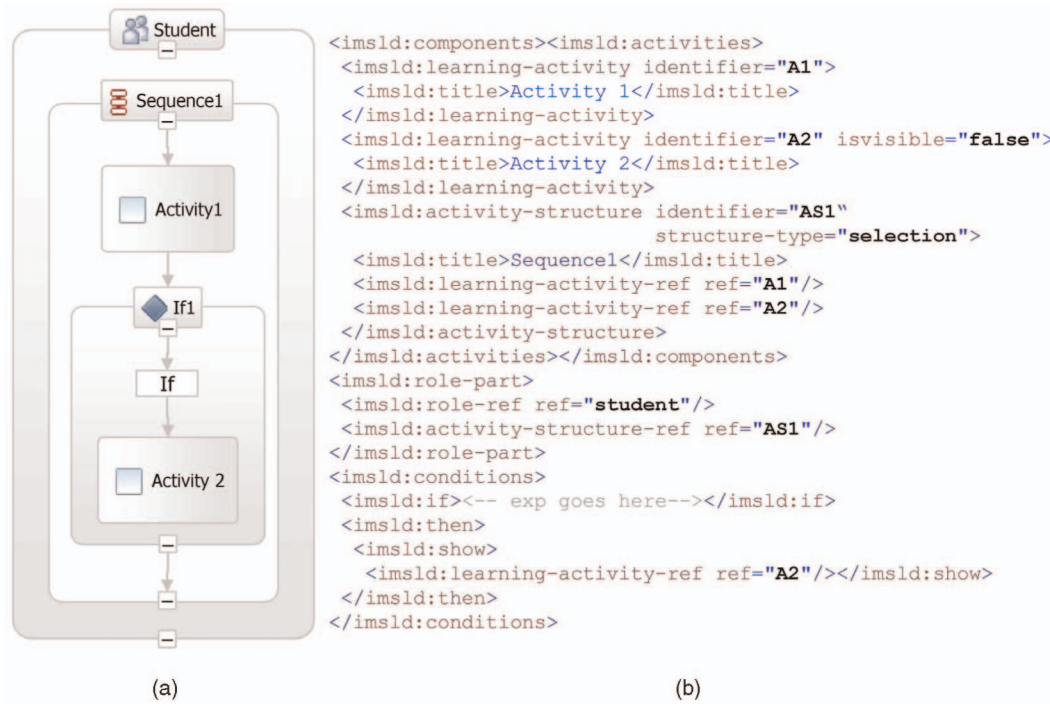 Student
Sequence1
Activity1
If1
If
Activity 2
(a)
<imsld:components><imsld:activities>
<imsld:learning-activity identifier="A1">
<imsld:title>Activity 1</imsld:title>
</imsld:learning-activity>
<imsld:learning-activity identifier="A2" isvisible="false">
<imsld:title>Activity 2</imsld:title>
</imsld:learning-activity>
<imsld:activity-structure identifier="AS1‟
structure-type="selection">
<imsld:title>Sequence1</imsld:title>
<imsld:learning-activity-ref ref="A1"/>
<imsld:learning-activity-ref ref="A2"/>
</imsld:activity-structure>
</imsld:activities></imsld:components>
<imsld:role-part>
<imsld:role-ref ref="student"/>
<imsld:activity-structure-ref ref="AS1"/>
</imsld:role-part>
<imsld:conditions>
<imsld:if><-- exp goes here--></imsld:if>
<imsld:then>
<imsld:show>
<imsld:learning-activity-ref ref="A2"/></imsld:show>
</imsld:then>
</imsld:conditions>
(b)